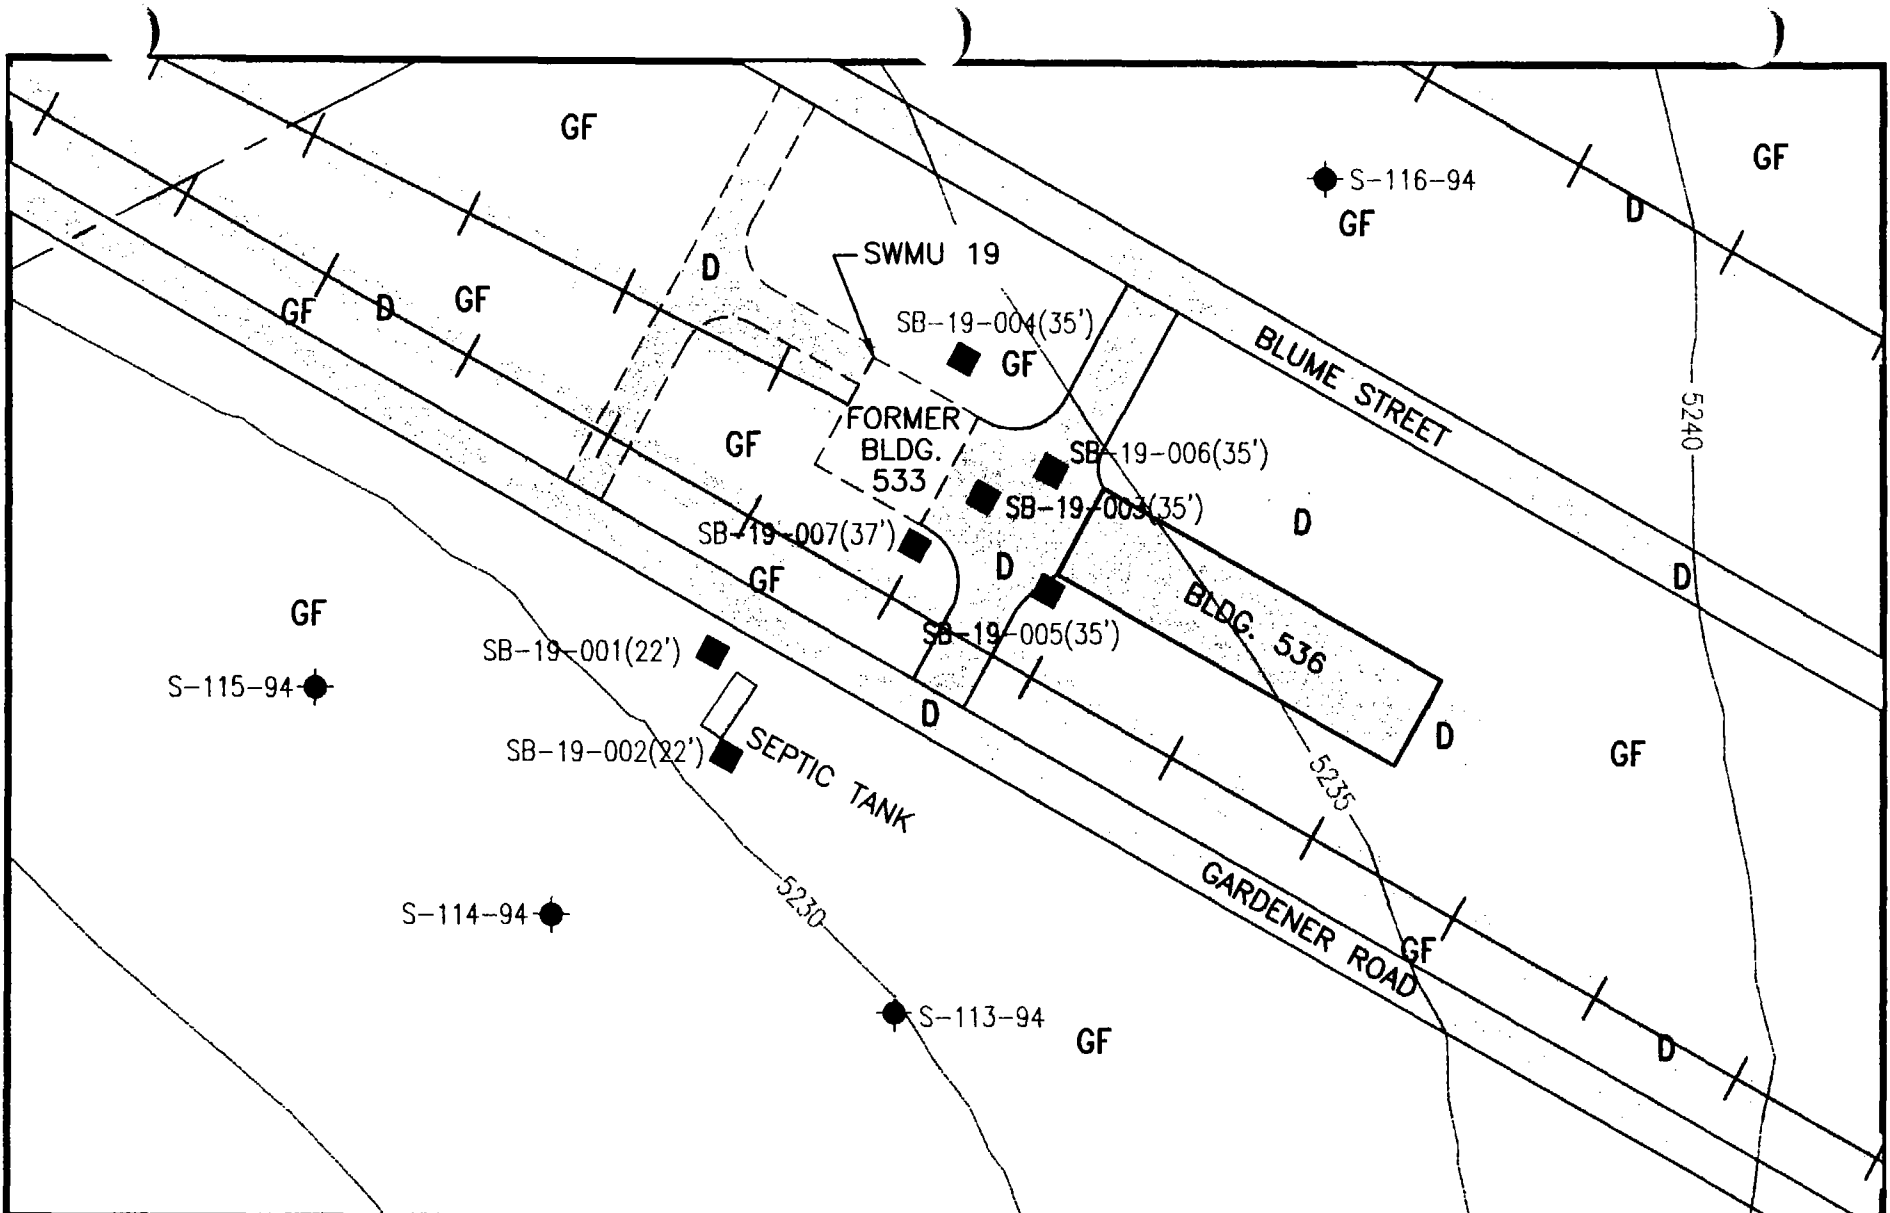 GF
GF
S-116-94
GF
D
SWMU 19
D
GF
D
GF
SB-19-004(35')
GF
BLUME STREET
5240
FORMER
BLDG.
533
GF
SB-19-006(35')
SB-19-003(35')
D
SB-19-007(37')
D
GF
D
BLDG. 536
GF
SB-19-005(35')
SB-19-001(22')
S-115-94
D
D
GF
SB-19-002(22')
SEPTIC TANK
5235
5230
S-114-94
GARDENER ROAD
GF
S-113-94
GF
D